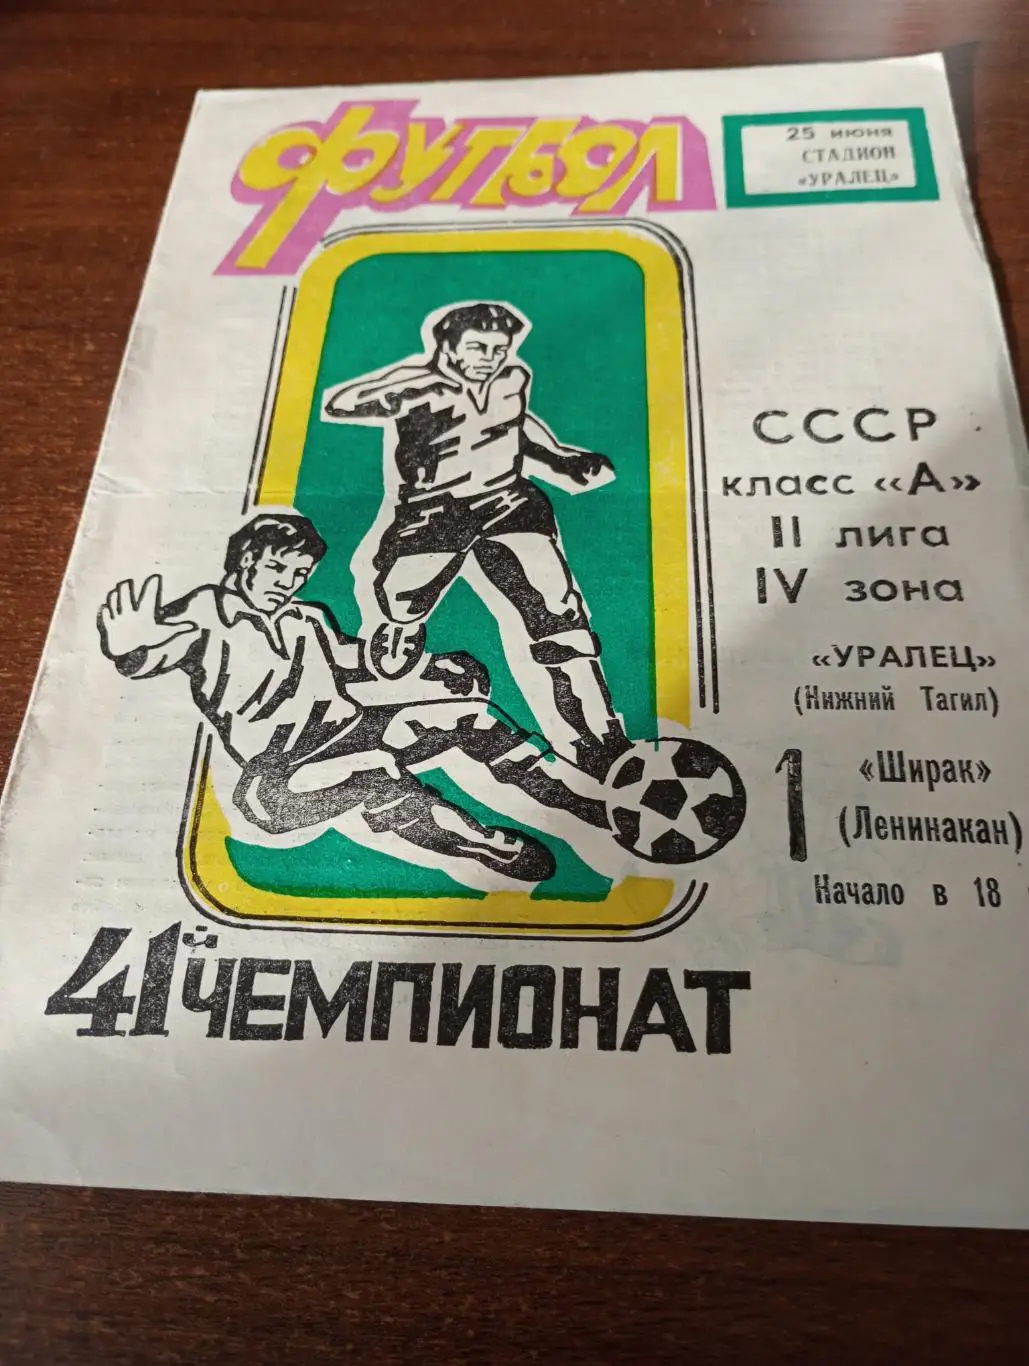 ФУТБОЛ
25 июня
СТАДИОН
«УРАЛЕЦ»
СССР
класс «А»
II лига
IV зона
«УРАЛЕЦ»
(Нижний Тагил)
1
«Ширак»
(Ленинакан)
Начало в 18
41й ЧЕМПИОНАТ